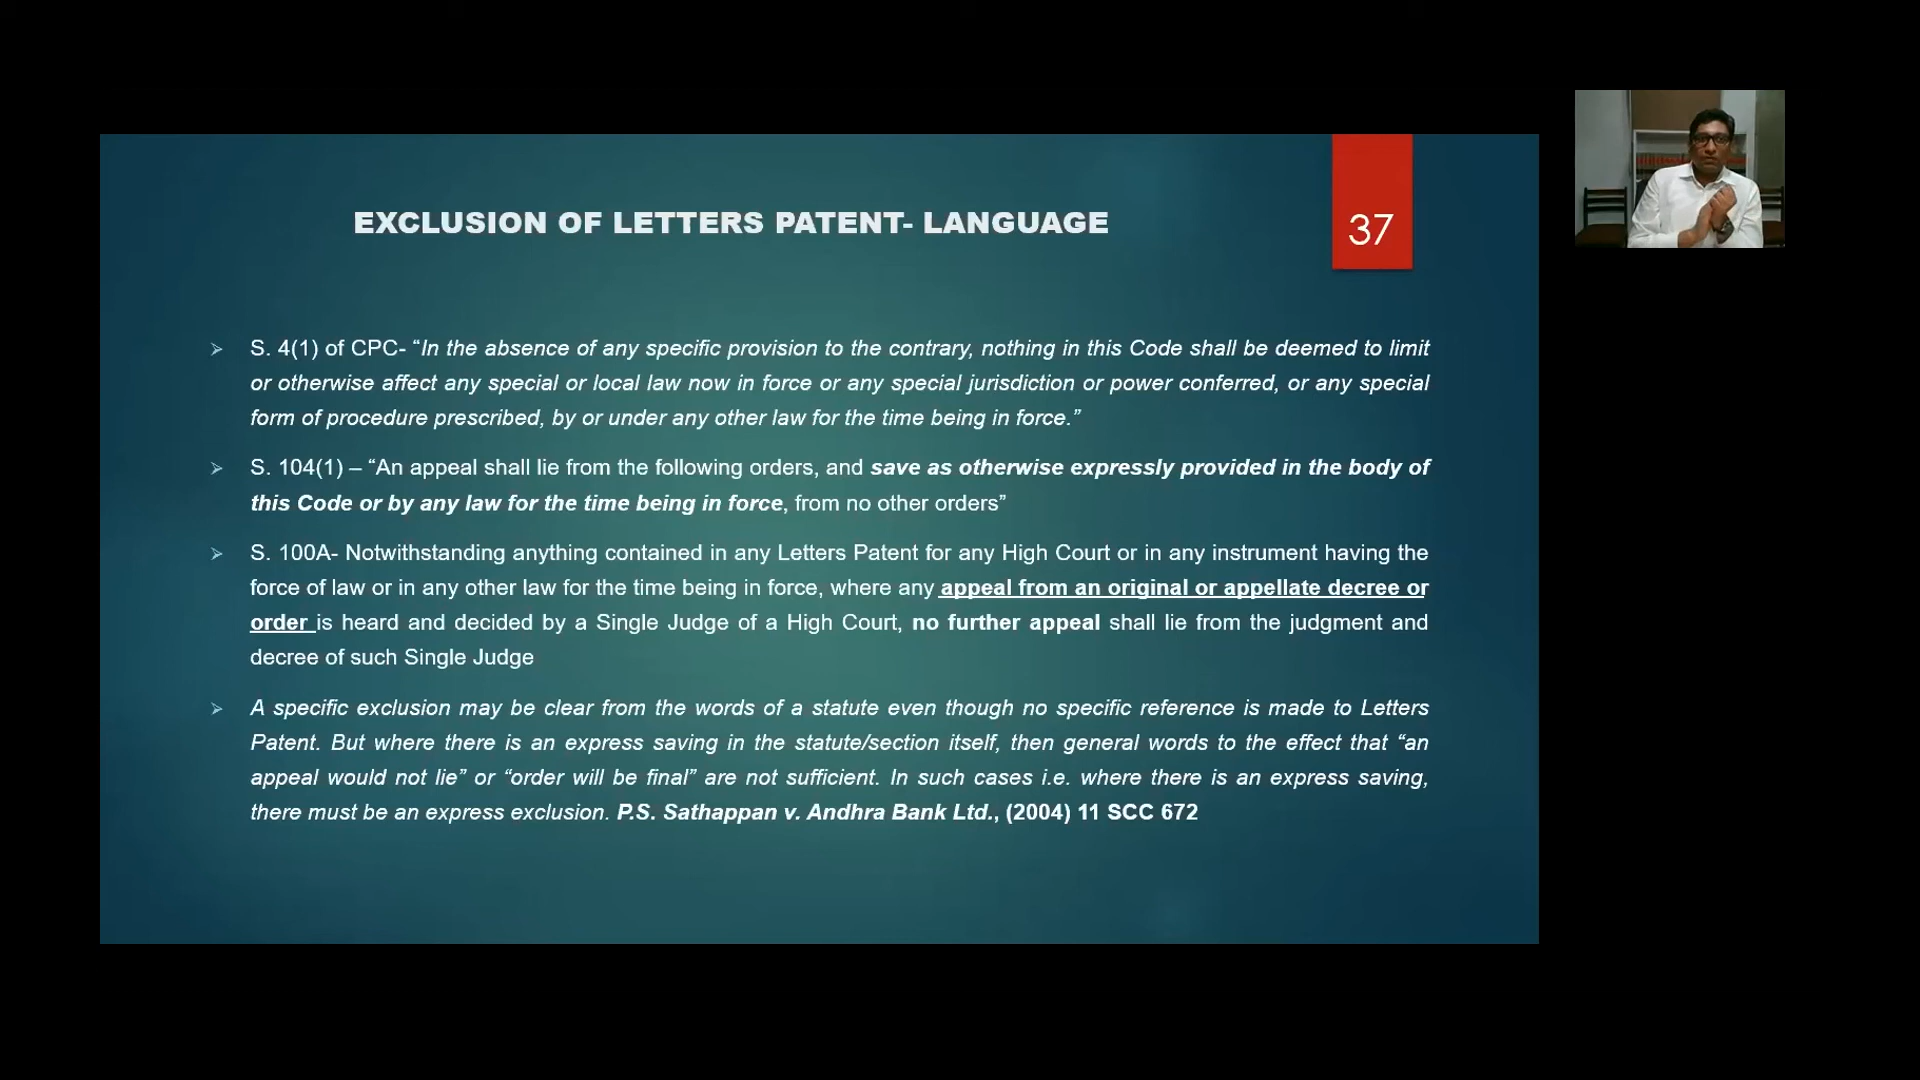 EXCLUSION OF LETTERS PATENT- LANGUAGE
37
S. 4(1) of CPC- “In the absence of any specific provision to the contrary, nothing in this Code shall be deemed to limit
or otherwise affect any special or local law now in force or any special jurisdiction or power conferred, or any special
form of procedure prescribed, by or under any other law for the time being in force.”
S. 104(1) – “An appeal shall lie from the following orders, and save as otherwise expressly provided in the body of
this Code or by any law for the time being in force, from no other orders”
S. 100A- Notwithstanding anything contained in any Letters Patent for any High Court or in any instrument having the
force of law or in any other law for the time being in force, where any appeal from an original or appellate decree or
order is heard and decided by a Single Judge of a High Court, no further appeal shall lie from the judgment and
decree of such Single Judge
A specific exclusion may be clear from the words of a statute even though no specific reference is made to Letters
Patent. But where there is an express saving in the statute/section itself, then general words to the effect that “an
appeal would not lie” or “order will be final” are not sufficient. In such cases i.e. where there is an express saving,
there must be an express exclusion. P.S. Sathappan v. Andhra Bank Ltd., (2004) 11 SCC 672